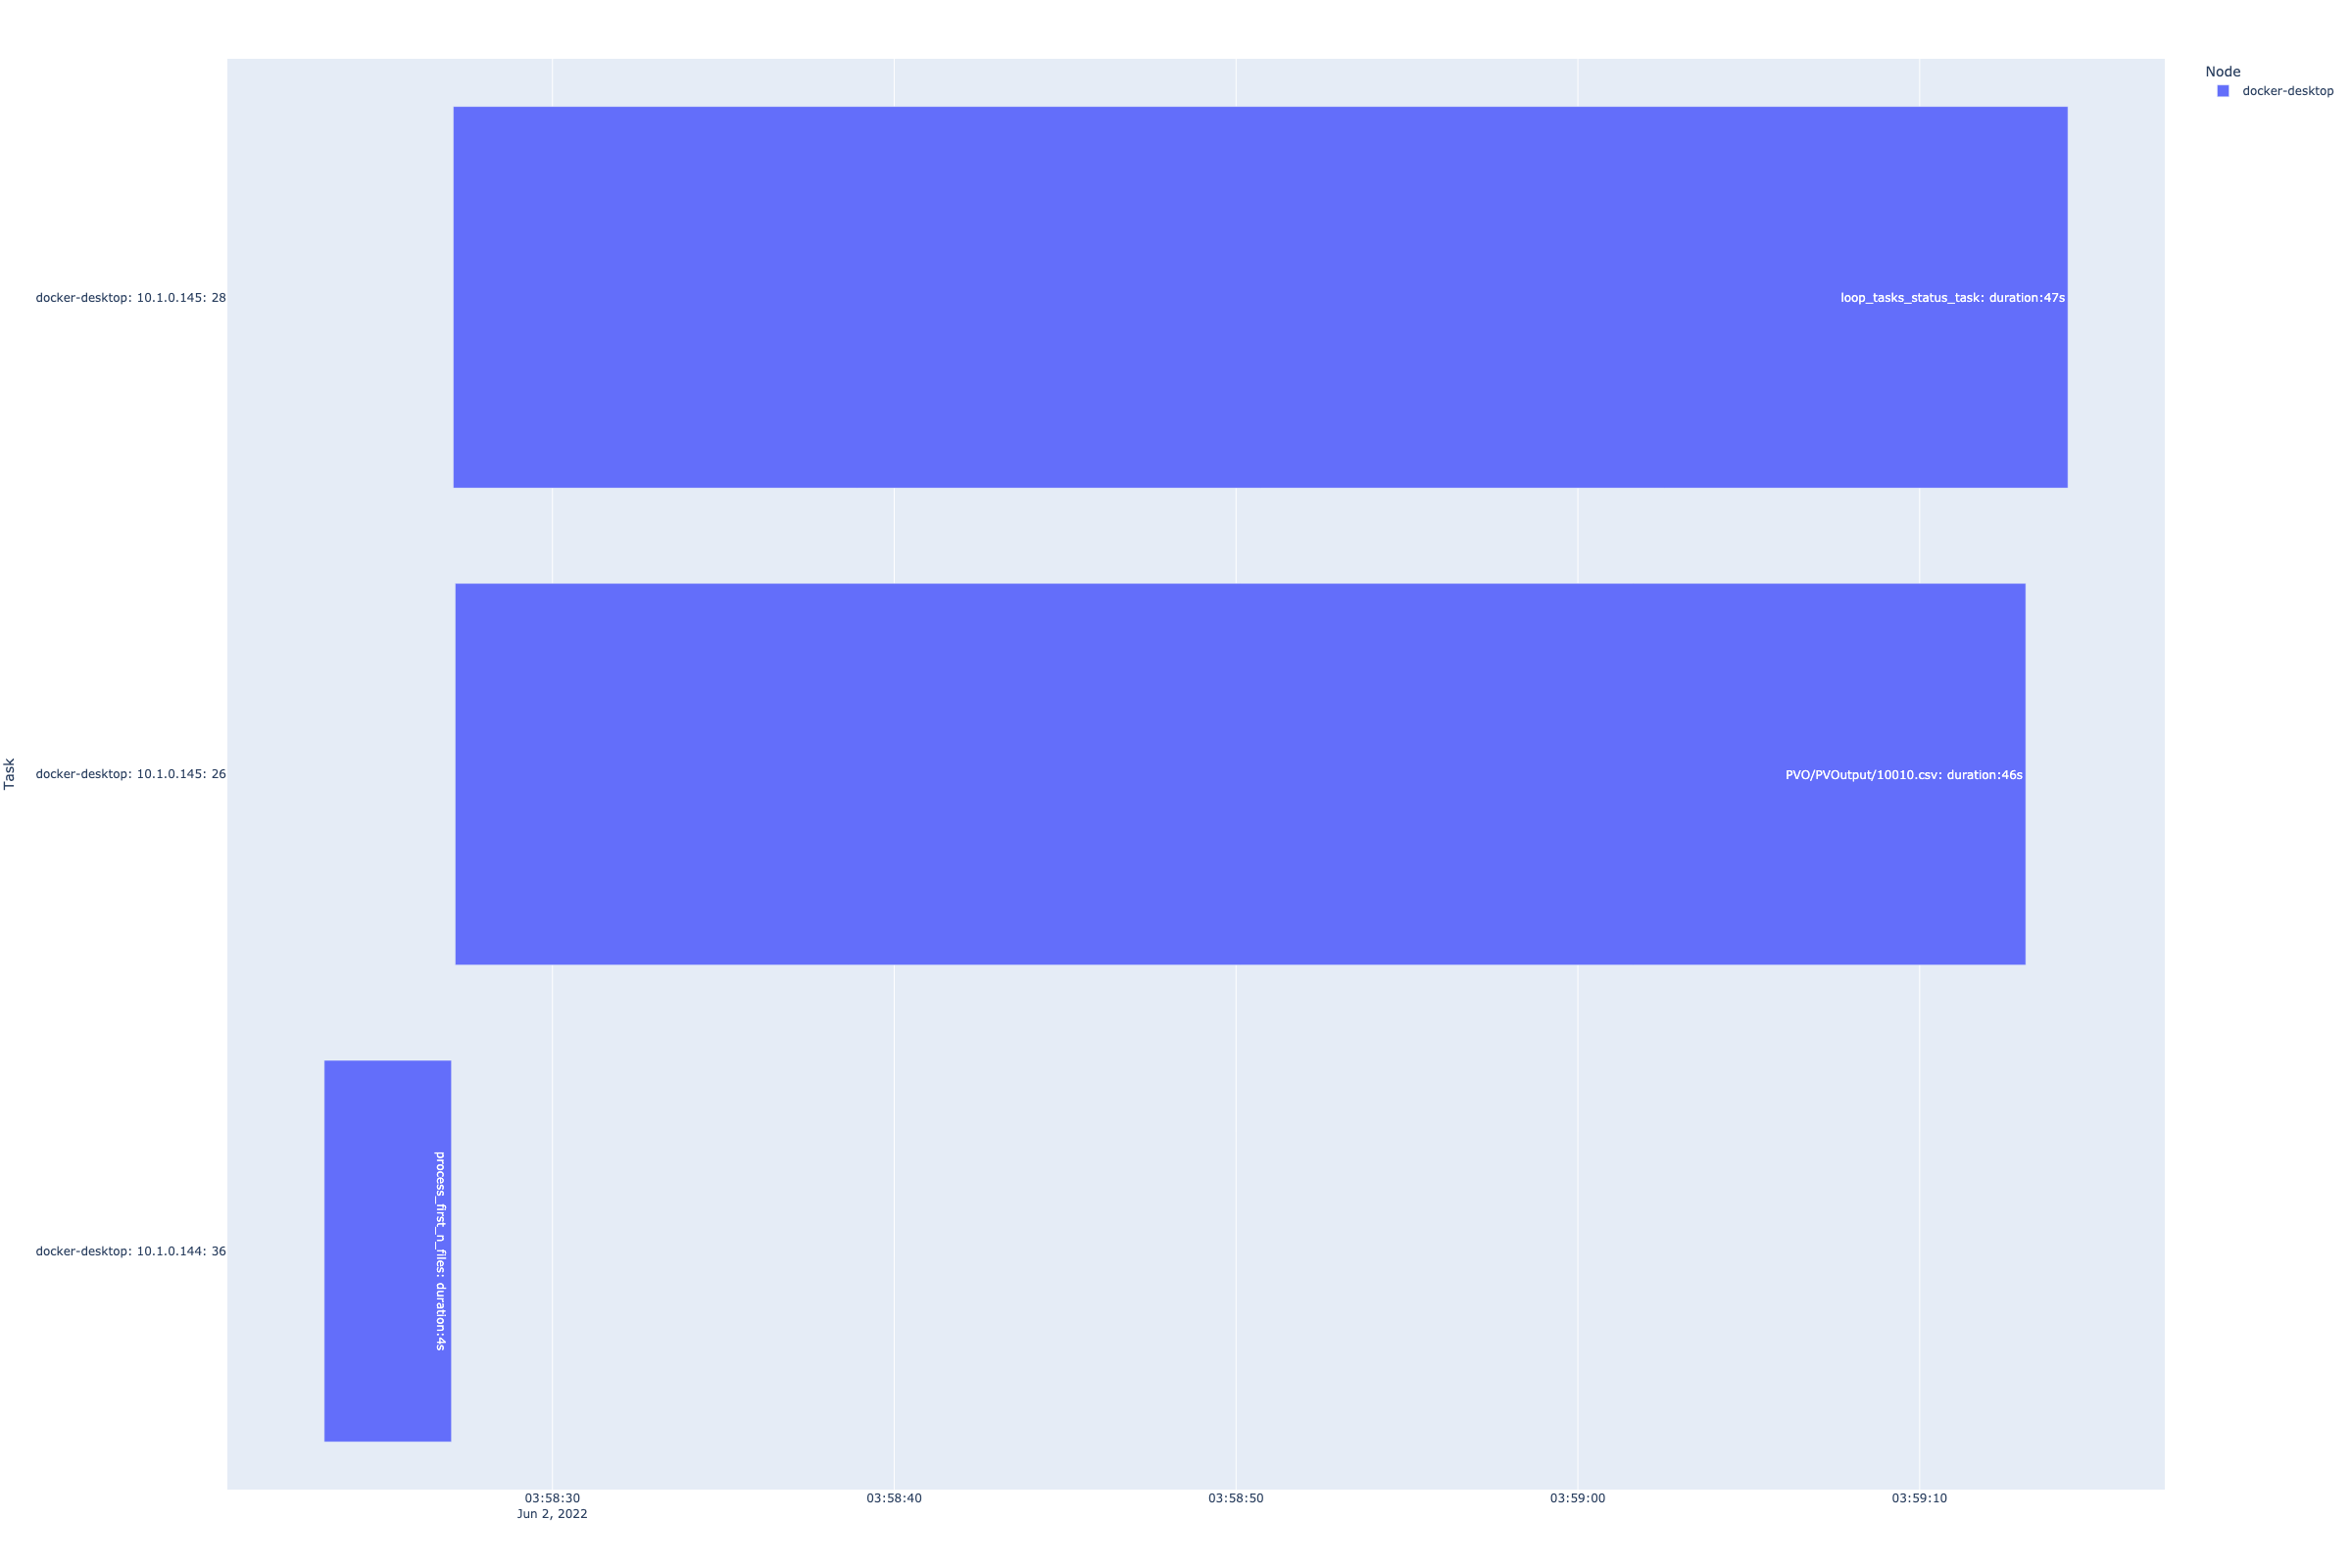 Node
docker-desktop
docker-desktop: 10.1.0.145: 28
loop_tasks_status_task: duration:47s
Task
docker-desktop: 10.1.0.145: 26
PVO/PVOutput/10010.csv: duration:46s
docker-desktop: 10.1.0.144: 36
process_first_n_files: duration:4s
03:58:30
Jun 2, 2022
03:58:40
03:58:50
03:59:00
03:59:10